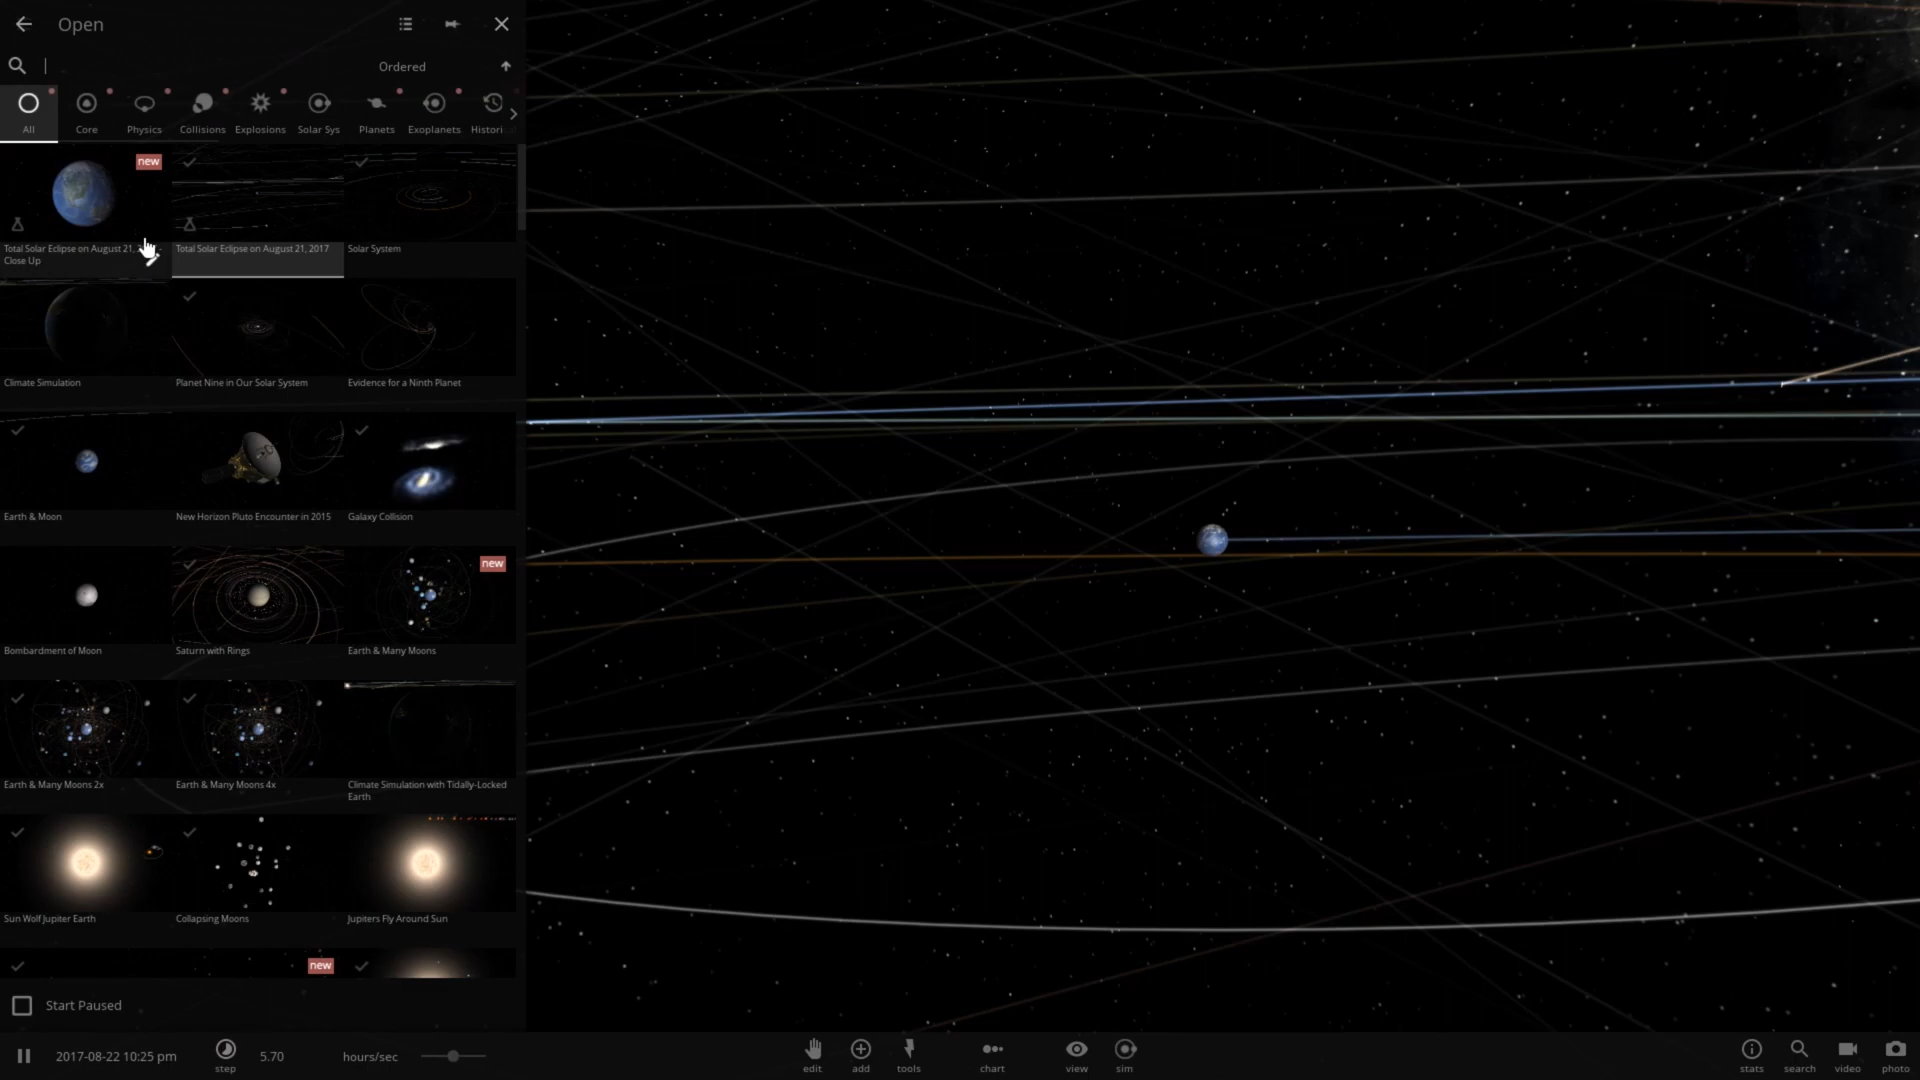 Open
Ordered
All
Core
Physics
Collisions
Explosions
Solar Sys
Planets
Exoplanets
Histori
new
Total Solar Eclipse on August 21,
Close Up
Total Solar Eclipse on August 21, 2017
Solar System
Climate Simulation
Planet Nine in Our Solar System
Evidence for a Ninth Planet
Earth & Moon
New Horizon Pluto Encounter in 2015
Galaxy Collision
new
Bombardment of Moon
Saturn with Rings
Earth & Many Moons
Earth & Many Moons 2x
Earth & Many Moons 4x
Climate Simulation with Tidally-Locked
Earth
Sun Wolf Jupiter Earth
Collapsing Moons
Jupiters Fly Around Sun
new
Start Paused
2017-08-22 10:25 pm
step
5.70
hours/sec
edit
add
tools
chart
view
sim
stats
search
video
photo